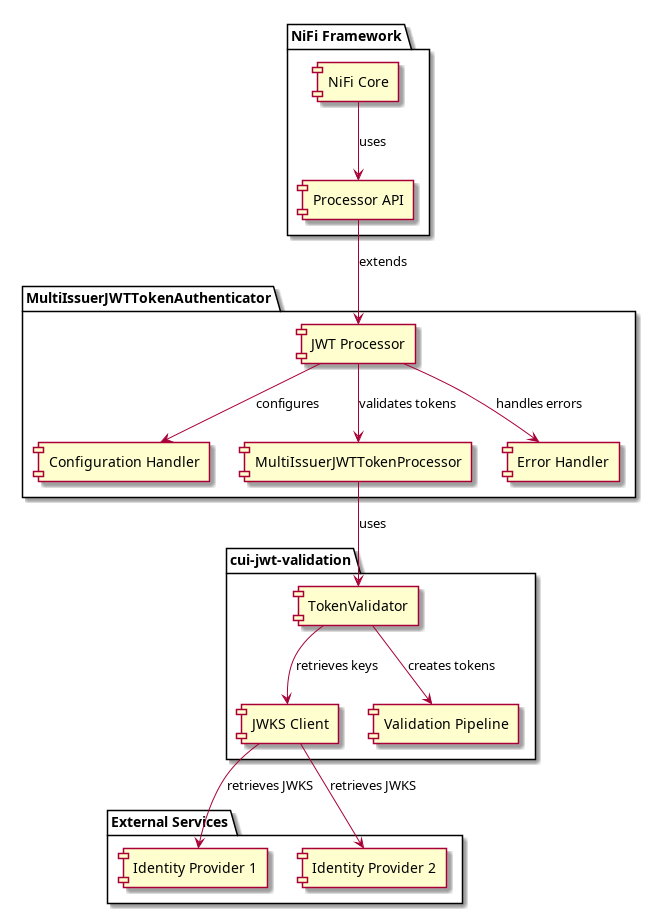 NiFi Framework
NiFi Core
uses
Processor API
extends
MultiIssuerJWTTokenAuthenticator
JWT Processor
configures
validates tokens
handles errors
Configuration Handler
MultiIssuerJWTTokenProcessor
Error Handler
uses
cui-jwt-validation
TokenValidator
retrieves keys
creates tokens
JWKS Client
Validation Pipeline
retrieves JWKS
retrieves JWKS
External Services
Identity Provider 1
Identity Provider 2